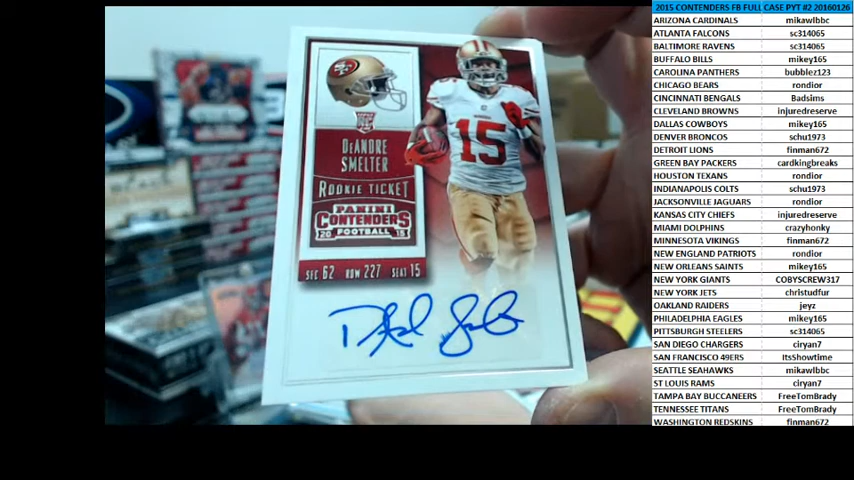 DeANDRE
SMELTER
ROOKIE TICKET
PANINI
CONTENDERS
20 FOOTBALL 15
SEC 62 ROW 227 SEAT 15
15
2015 CONTENDERS FB FULL CASE PYT #2 20160126
ARIZONA CARDINALS mikawlbbc
ATLANTA FALCONS sc314065
BALTIMORE RAVENS sc314065
BUFFALO BILLS mikey165
CAROLINA PANTHERS bubblez123
CHICAGO BEARS rondior
CINCINNATI BENGALS Badsims
CLEVELAND BROWNS injuredreserve
DALLAS COWBOYS mikey165
DENVER BRONCOS schu1973
DETROIT LIONS finman672
GREEN BAY PACKERS cardkingbreaks
HOUSTON TEXANS rondior
INDIANAPOLIS COLTS schu1973
JACKSONVILLE JAGUARS rondior
KANSAS CITY CHIEFS injuredreserve
MIAMI DOLPHINS crazyhonky
MINNESOTA VIKINGS finman672
NEW ENGLAND PATRIOTS rondior
NEW ORLEANS SAINTS mikey165
NEW YORK GIANTS COBYSCREW317
NEW YORK JETS christudfur
OAKLAND RAIDERS jeyz
PHILADELPHIA EAGLES mikey165
PITTSBURGH STEELERS sc314065
SAN DIEGO CHARGERS ciryan7
SAN FRANCISCO 49ERS ItsShowtime
SEATTLE SEAHAWKS mikawlbbc
ST LOUIS RAMS ciryan7
TAMPA BAY BUCCANEERS FreeTomBrady
TENNESSEE TITANS FreeTomBrady
WASHINGTON REDSKINS finman672